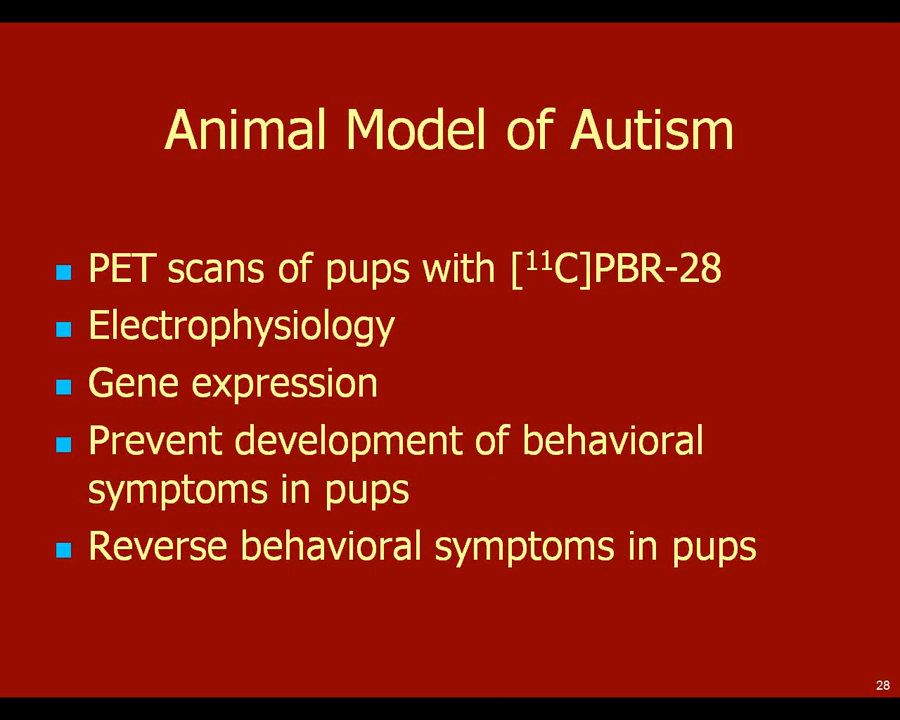 Animal Model of Autism
PET scans of pups with [¹¹C]PBR-28
Electrophysiology
Gene expression
Prevent development of behavioral
symptoms in pups
Reverse behavioral symptoms in pups
28